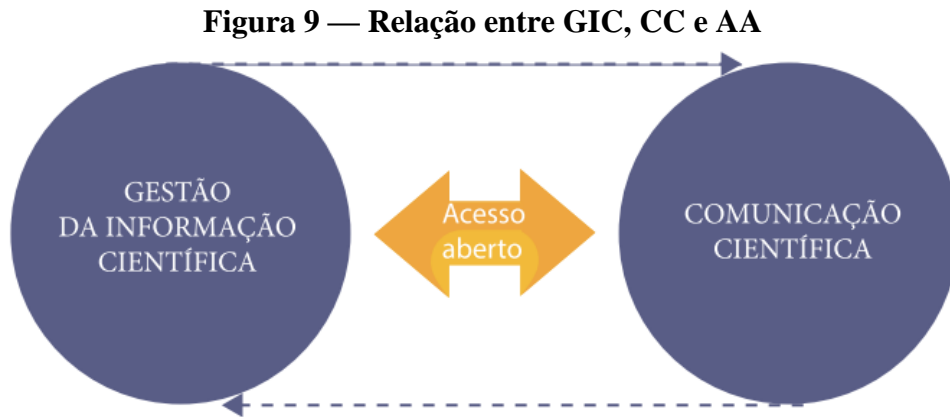 Figura 9 — Relação entre GIC, CC e AA
GESTÃO
DA INFORMAÇÃO
CIENTÍFICA
Acesso
aberto
COMUNICAÇÃO
CIENTÍFICA